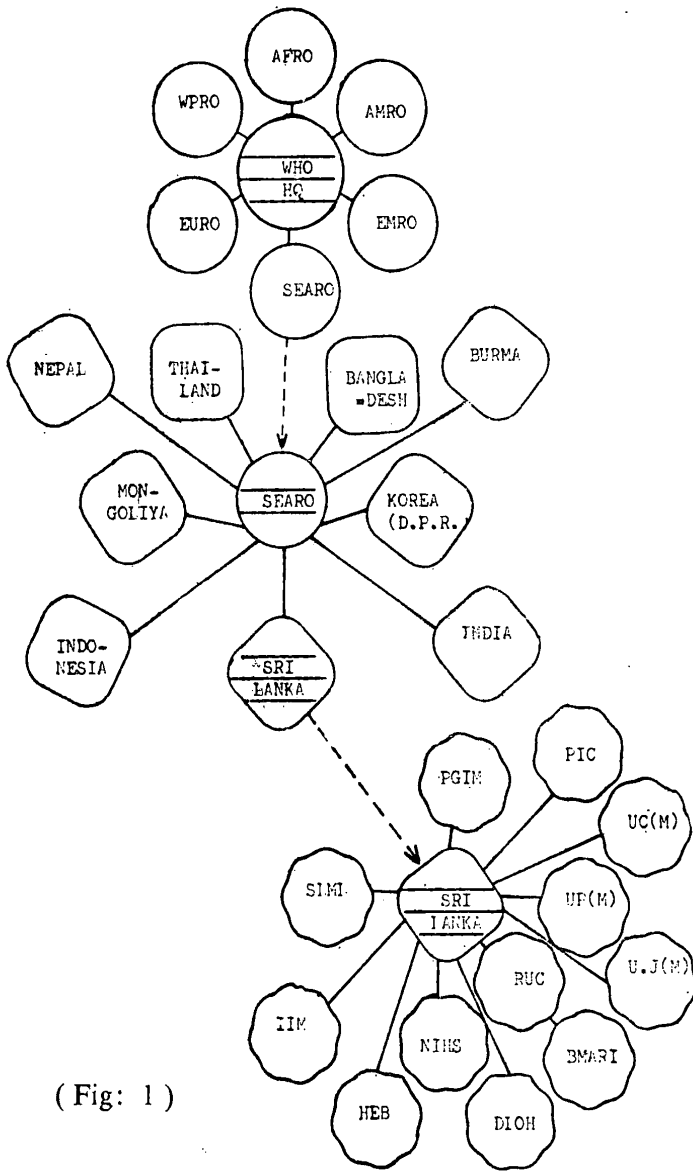 AFRO
WPRO
AMRO
WHO
HQ
EURO
EMRO
SEARO
NEPAL
THAI-
LAND
BANGLA
=DESH
BURMA
MON-
GOLIYA
SEARO
KOREA
(D.P.R.)
INDO-
NESIA
SRI
LANKA
INDIA
PGIM
PIC
UC(M)
SLML
SRI
LANKA
UP(M)
RUC
U.J(M)
IIM
NIHS
BMARI
HEB
DIOH
(Fig: 1)